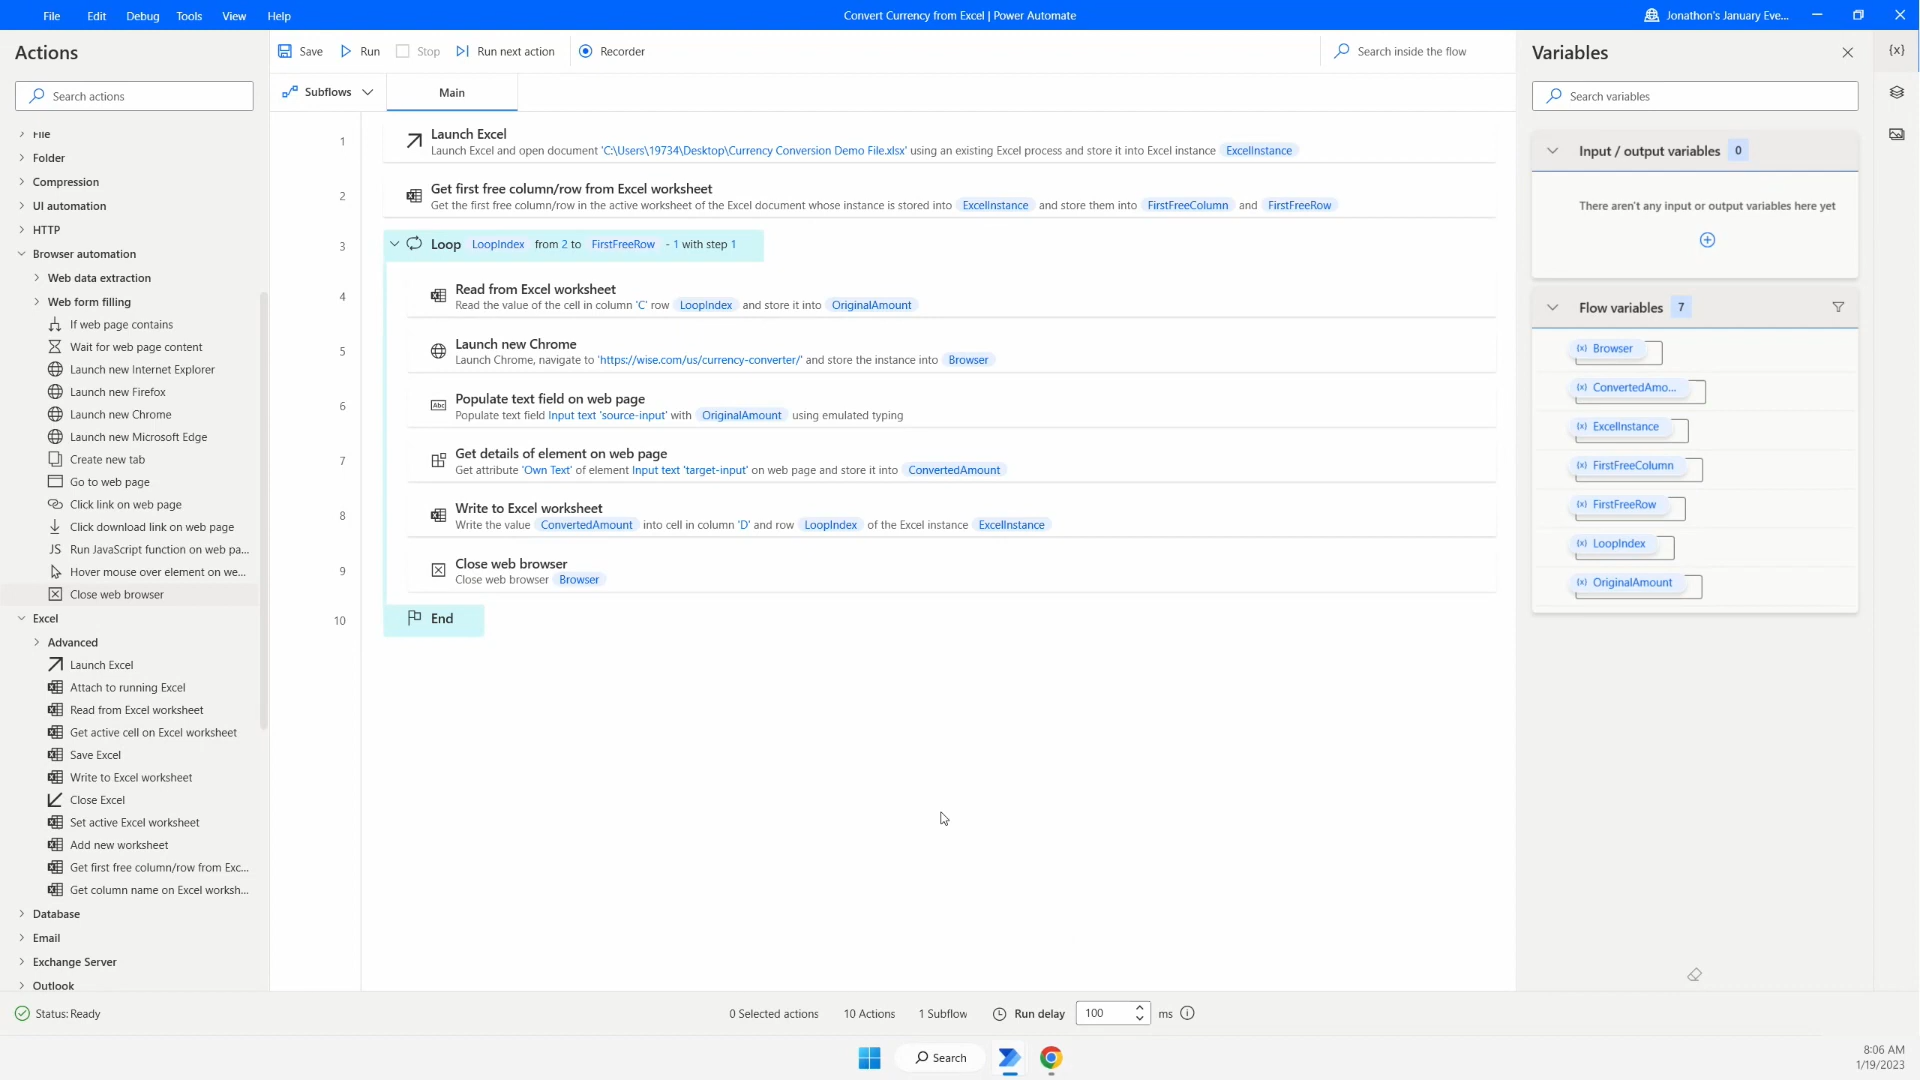 File Edit Debug Tools View Help
Convert Currency from Excel | Power Automate
Jonathon's January Eve...
Actions
Search actions
File
Folder
Compression
UI automation
HTTP
Browser automation
Web data extraction
Web form filling
If web page contains
Wait for web page content
Launch new Internet Explorer
Launch new Firefox
Launch new Chrome
Launch new Microsoft Edge
Create new tab
Go to web page
Click link on web page
Click download link on web page
JS Run JavaScript function on web pa...
Hover mouse over element on we...
Close web browser
Excel
Advanced
Launch Excel
Attach to running Excel
Read from Excel worksheet
Get active cell on Excel worksheet
Save Excel
Write to Excel worksheet
Close Excel
Set active Excel worksheet
Add new worksheet
Get first free column/row from Exc...
Get column name on Excel worksh...
Database
Email
Exchange Server
Outlook
Save Run Stop Run next action Recorder
Search inside the flow
Subflows Main
1 Launch Excel
Launch Excel and open document 'C:\Users\19734\Desktop\Currency Conversion Demo File.xlsx' using an existing Excel process and store it into Excel instance ExcelInstance
2 Get first free column/row from Excel worksheet
Get the first free column/row in the active worksheet of the Excel document whose instance is stored into ExcelInstance and store them into FirstFreeColumn and FirstFreeRow
3 Loop LoopIndex from 2 to FirstFreeRow - 1 with step 1
4 Read from Excel worksheet
Read the value of the cell in column 'C' row LoopIndex and store it into OriginalAmount
5 Launch new Chrome
Launch Chrome, navigate to 'https://wise.com/us/currency-converter/' and store the instance into Browser
6 Abc Populate text field on web page
Populate text field Input text 'source-input' with OriginalAmount using emulated typing
7 Get details of element on web page
Get attribute 'Own Text' of element Input text 'target-input' on web page and store it into ConvertedAmount
8 Write to Excel worksheet
Write the value ConvertedAmount into cell in column 'D' and row LoopIndex of the Excel instance ExcelInstance
9 Close web browser
Close web browser Browser
10 End
Variables
Search variables
Input / output variables 0
There aren't any input or output variables here yet
Flow variables 7
{x} Browser
{x} ConvertedAmo...
{x} ExcelInstance
{x} FirstFreeColumn
{x} FirstFreeRow
{x} LoopIndex
{x} OriginalAmount
{x}
Status: Ready
0 Selected actions 10 Actions 1 Subflow Run delay 100 ms
Search
8:06 AM
1/19/2023